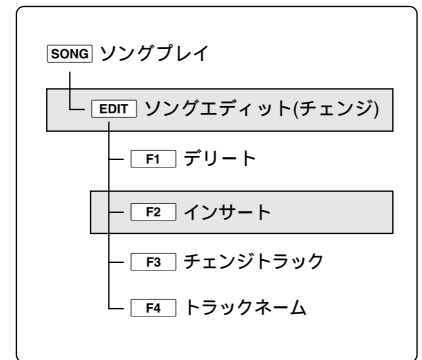 SONG ソングプレイ
EDIT ソングエディット(チェンジ)
F1 デリート
F2 インサート
F3 チェンジトラック
F4 トラックネーム